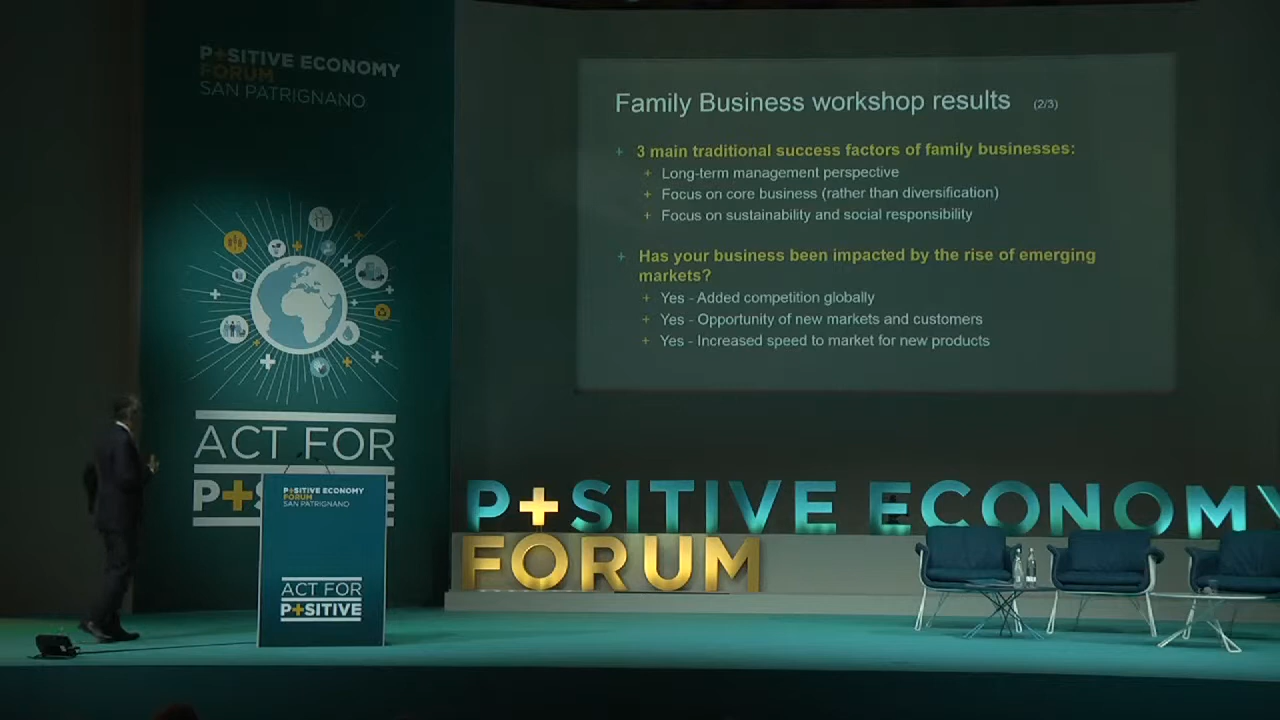 P+SITIVE ECONOMY
FORUM
SAN PATRIGNANO
ACT FOR
P+S
E
Family Business workshop results (2/3)
+ 3 main traditional success factors of family businesses:
+ Long-term management perspective
+ Focus on core business (rather than diversification)
+ Focus on sustainability and social responsibility
+ Has your business been impacted by the rise of emerging
markets?
+ Yes - Added competition globally
+ Yes - Opportunity of new markets and customers
+ Yes - Increased speed to market for new products
P+SITIVE ECONOMY
FORUM
P+SITIVE ECONOMY
FORUM
SAN PATRIGNANO
ACT FOR
P+SITIVE